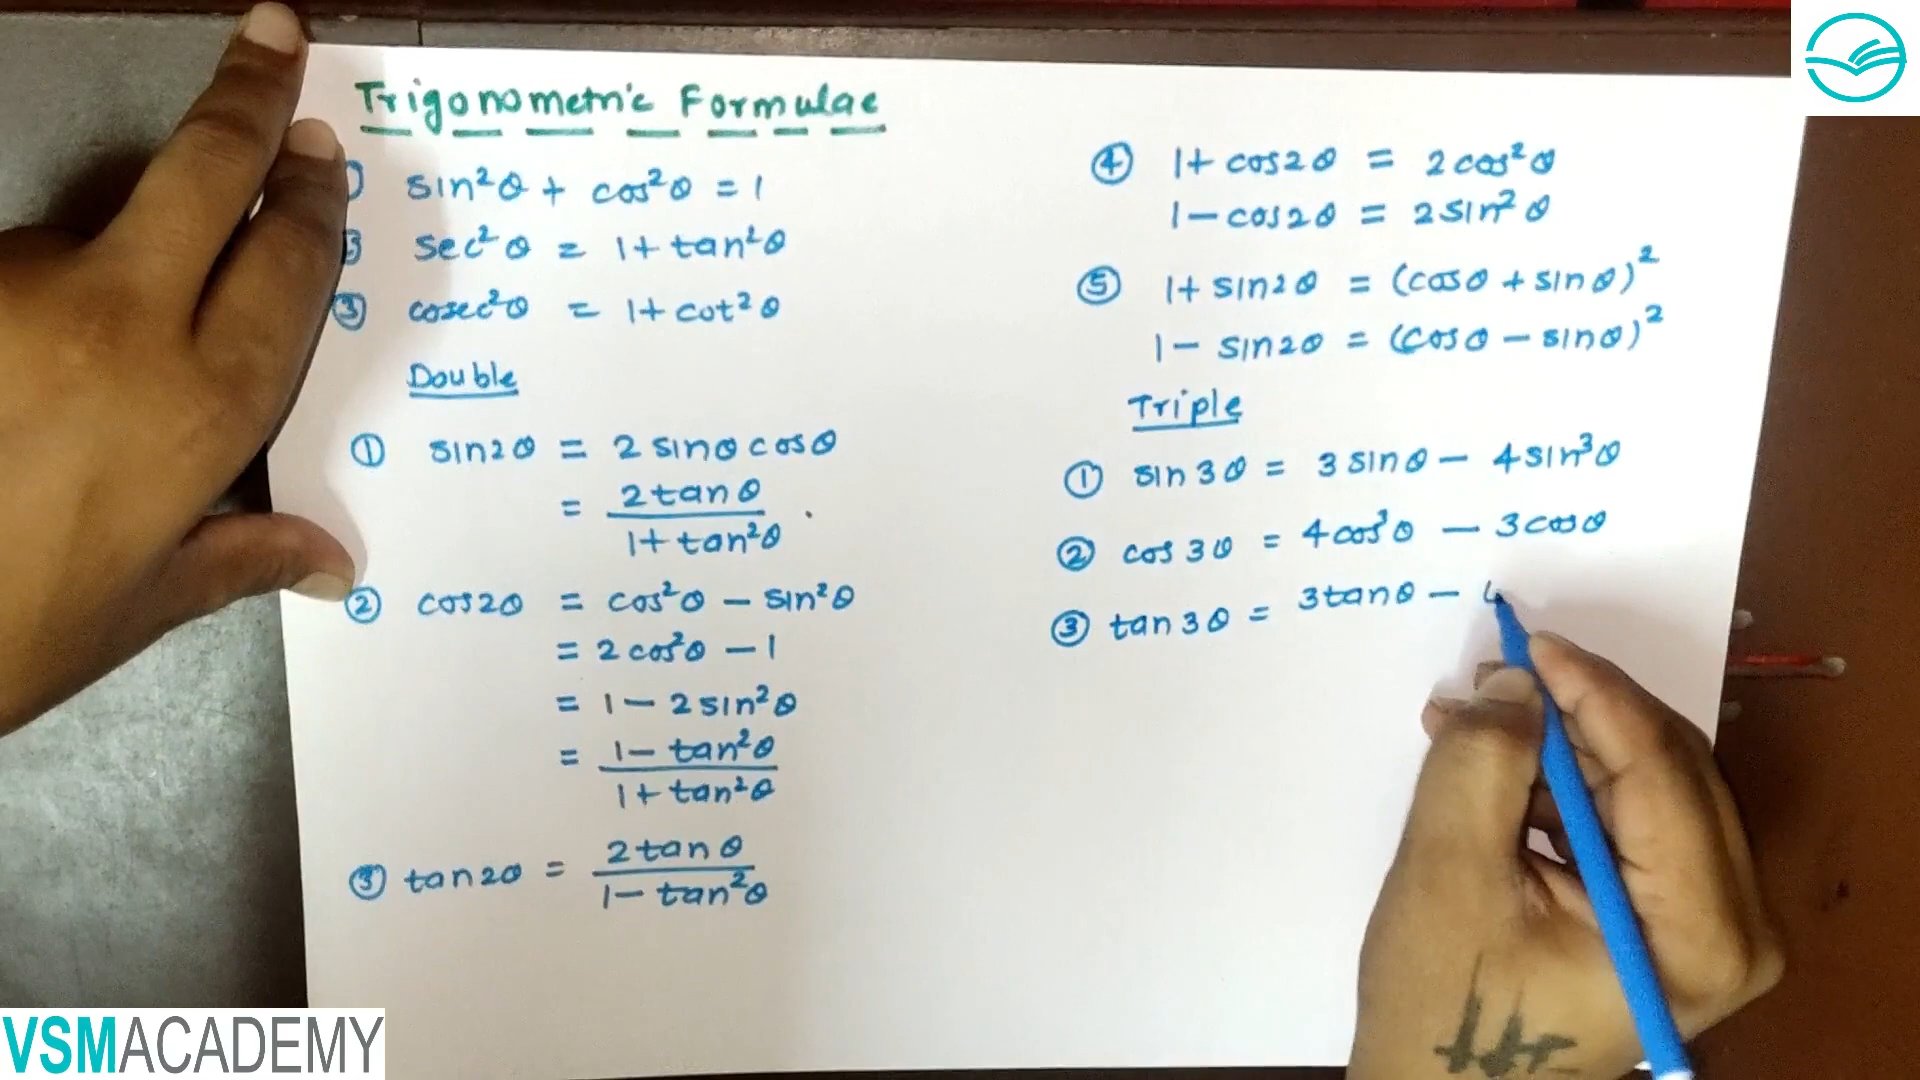 Trigonometric Formulae
sin²θ + cos²θ = 1
sec²θ = 1 + tan²θ
③ cosec²θ = 1 + cot²θ
Double
① sin2θ = 2 sinθ cosθ
= 2tanθ / 1 + tan²θ
② cos2θ = cos²θ - sin²θ
= 2cos²θ - 1
= 1 - 2sin²θ
= 1 - tan²θ / 1 + tan²θ
③ tan2θ = 2tanθ / 1 - tan²θ
④ 1 + cos2θ = 2cos²θ
1 - cos2θ = 2sin²θ
⑤ 1 + sin2θ = (cosθ + sinθ)²
1 - sin2θ = (cosθ - sinθ)²
Triple
① sin3θ = 3sinθ - 4sin³θ
② cos3θ = 4cos³θ - 3cosθ
③ tan3θ = 3tanθ -
VSMACADEMY